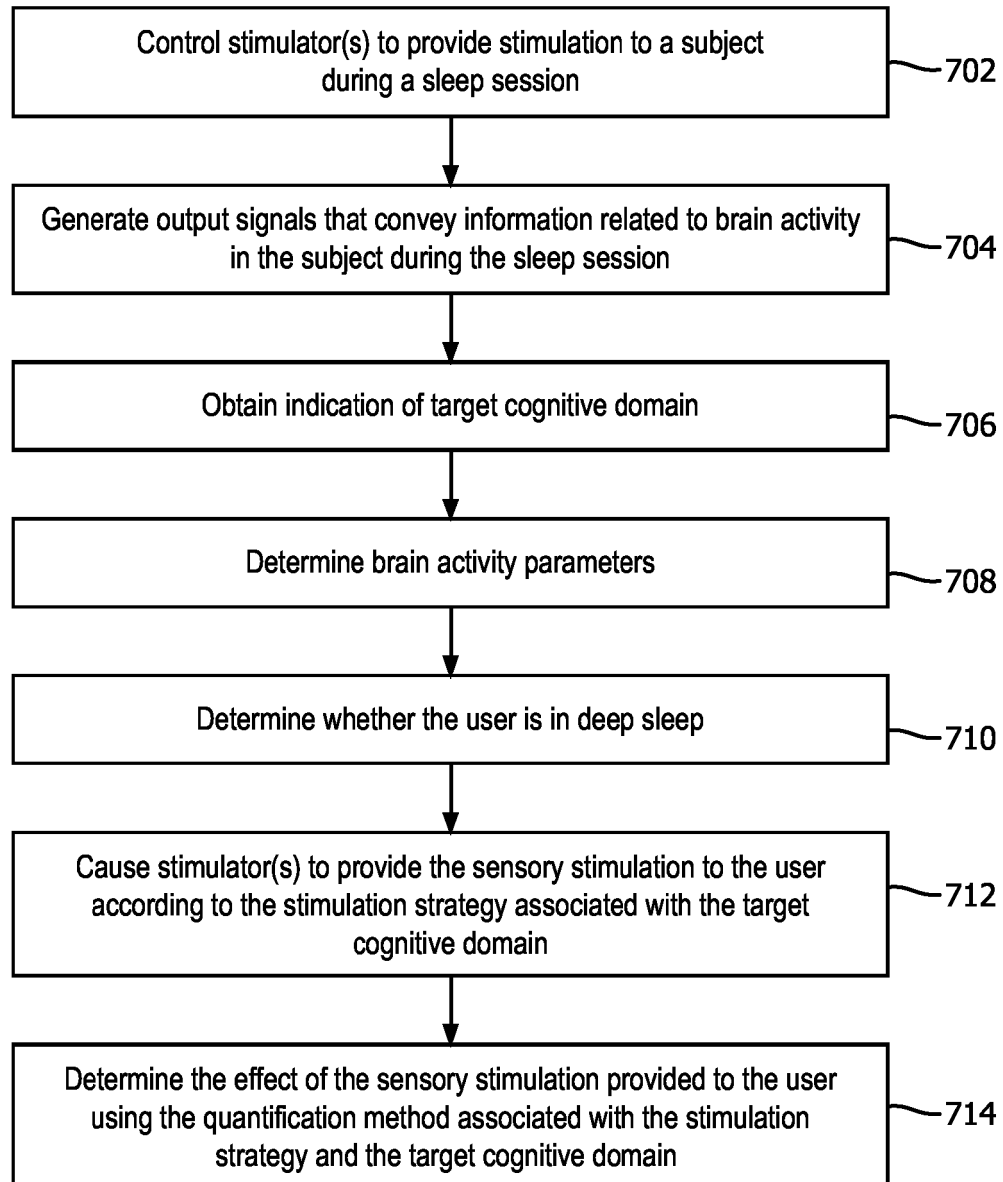 Control stimulator(s) to provide stimulation to a subject
during a sleep session
702
Generate output signals that convey information related to brain activity
in the subject during the sleep session
704
Obtain indication of target cognitive domain
706
Determine brain activity parameters
708
Determine whether the user is in deep sleep
710
Cause stimulator(s) to provide the sensory stimulation to the user
according to the stimulation strategy associated with the target
cognitive domain
712
Determine the effect of the sensory stimulation provided to the user
using the quantification method associated with the stimulation
strategy and the target cognitive domain
714